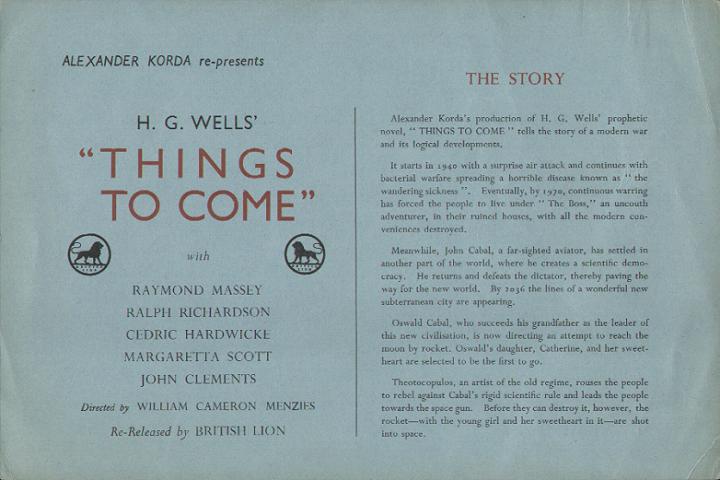 ALEXANDER KORDA re-presents
H. G. WELLS'
"THINGS
TO COME"
with
RAYMOND MASSEY
RALPH RICHARDSON
CEDRIC HARDWICKE
MARGARETTA SCOTT
JOHN CLEMENTS
Directed by WILLIAM CAMERON MENZIES
Re-Released by BRITISH LION
THE STORY
Alexander Korda's production of H. G. Wells' prophetic
novel, " THINGS TO COME " tells the story of a modern war
and its logical developments.
It starts in 1940 with a surprise air attack and continues with
bacterial warfare spreading a horrible disease known as " the
wandering sickness ". Eventually, by 1970, continuous warring
has forced the people to live under " The Boss," an uncouth
adventurer, in their ruined houses, with all the modern con-
veniences destroyed.
Meanwhile, John Cabal, a far-sighted aviator, has settled in
another part of the world, where he creates a scientific demo-
cracy. He returns and defeats the dictator, thereby paving the
way for the new world. By 2036 the lines of a wonderful new
subterranean city are appearing.
Oswald Cabal, who succeeds his grandfather as the leader of
this new civilisation, is now directing an attempt to reach the
moon by rocket. Oswald's daughter, Catherine, and her sweet-
heart are selected to be the first to go.
Theotocopulos, an artist of the old regime, rouses the people
to rebel against Cabal's rigid scientific rule and leads the people
towards the space gun. Before they can destroy it, however, the
rocket—with the young girl and her sweetheart in it—are shot
into space.